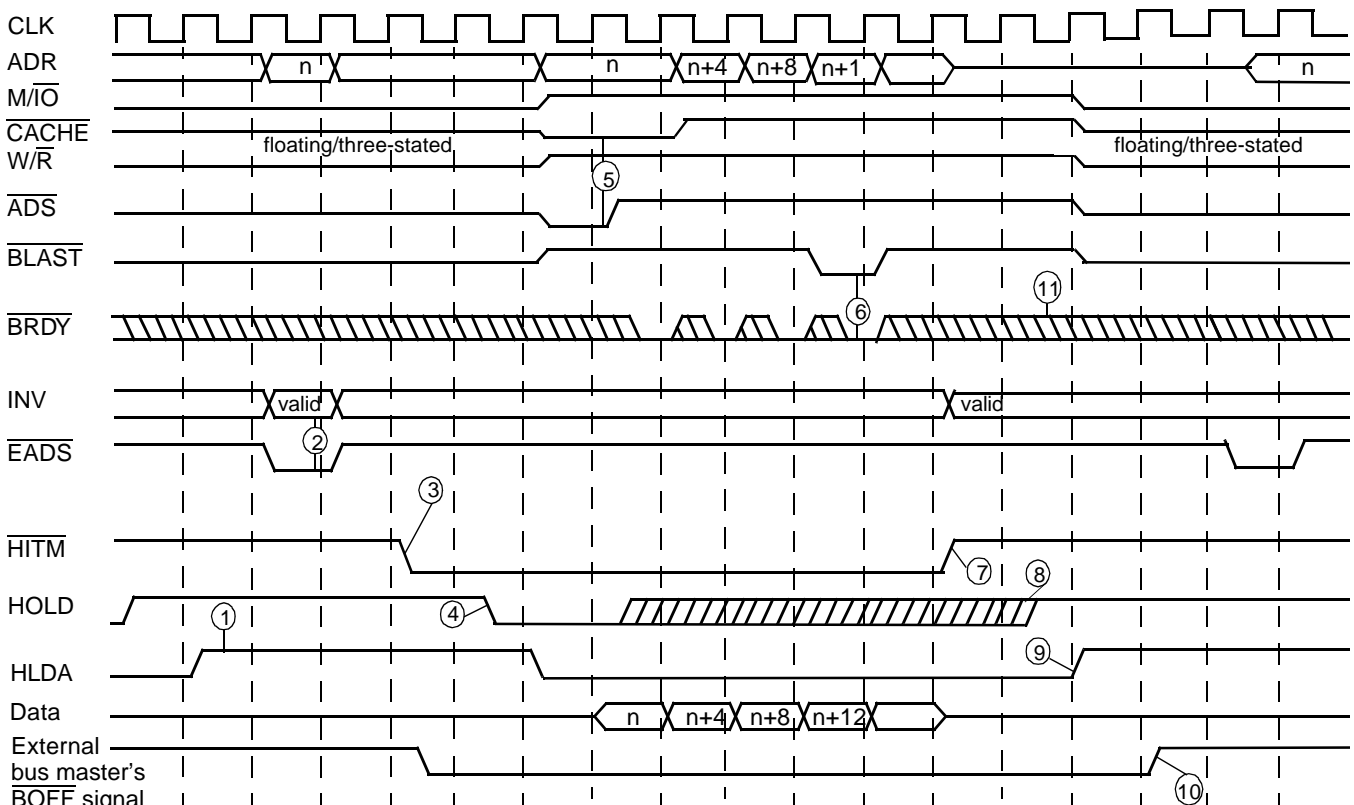 CLK
ADR n n n+4 n+8 n+1 n
M/IO
CACHE
floating/three-stated floating/three-stated
W/R
5
ADS
BLAST
11
6
BRDY
INV valid valid
2
EADS
3
HITM
7
8
HOLD 4
1
9
HLDA
Data n n+4 n+8 n+12
External
bus master's
10
BOFF signal